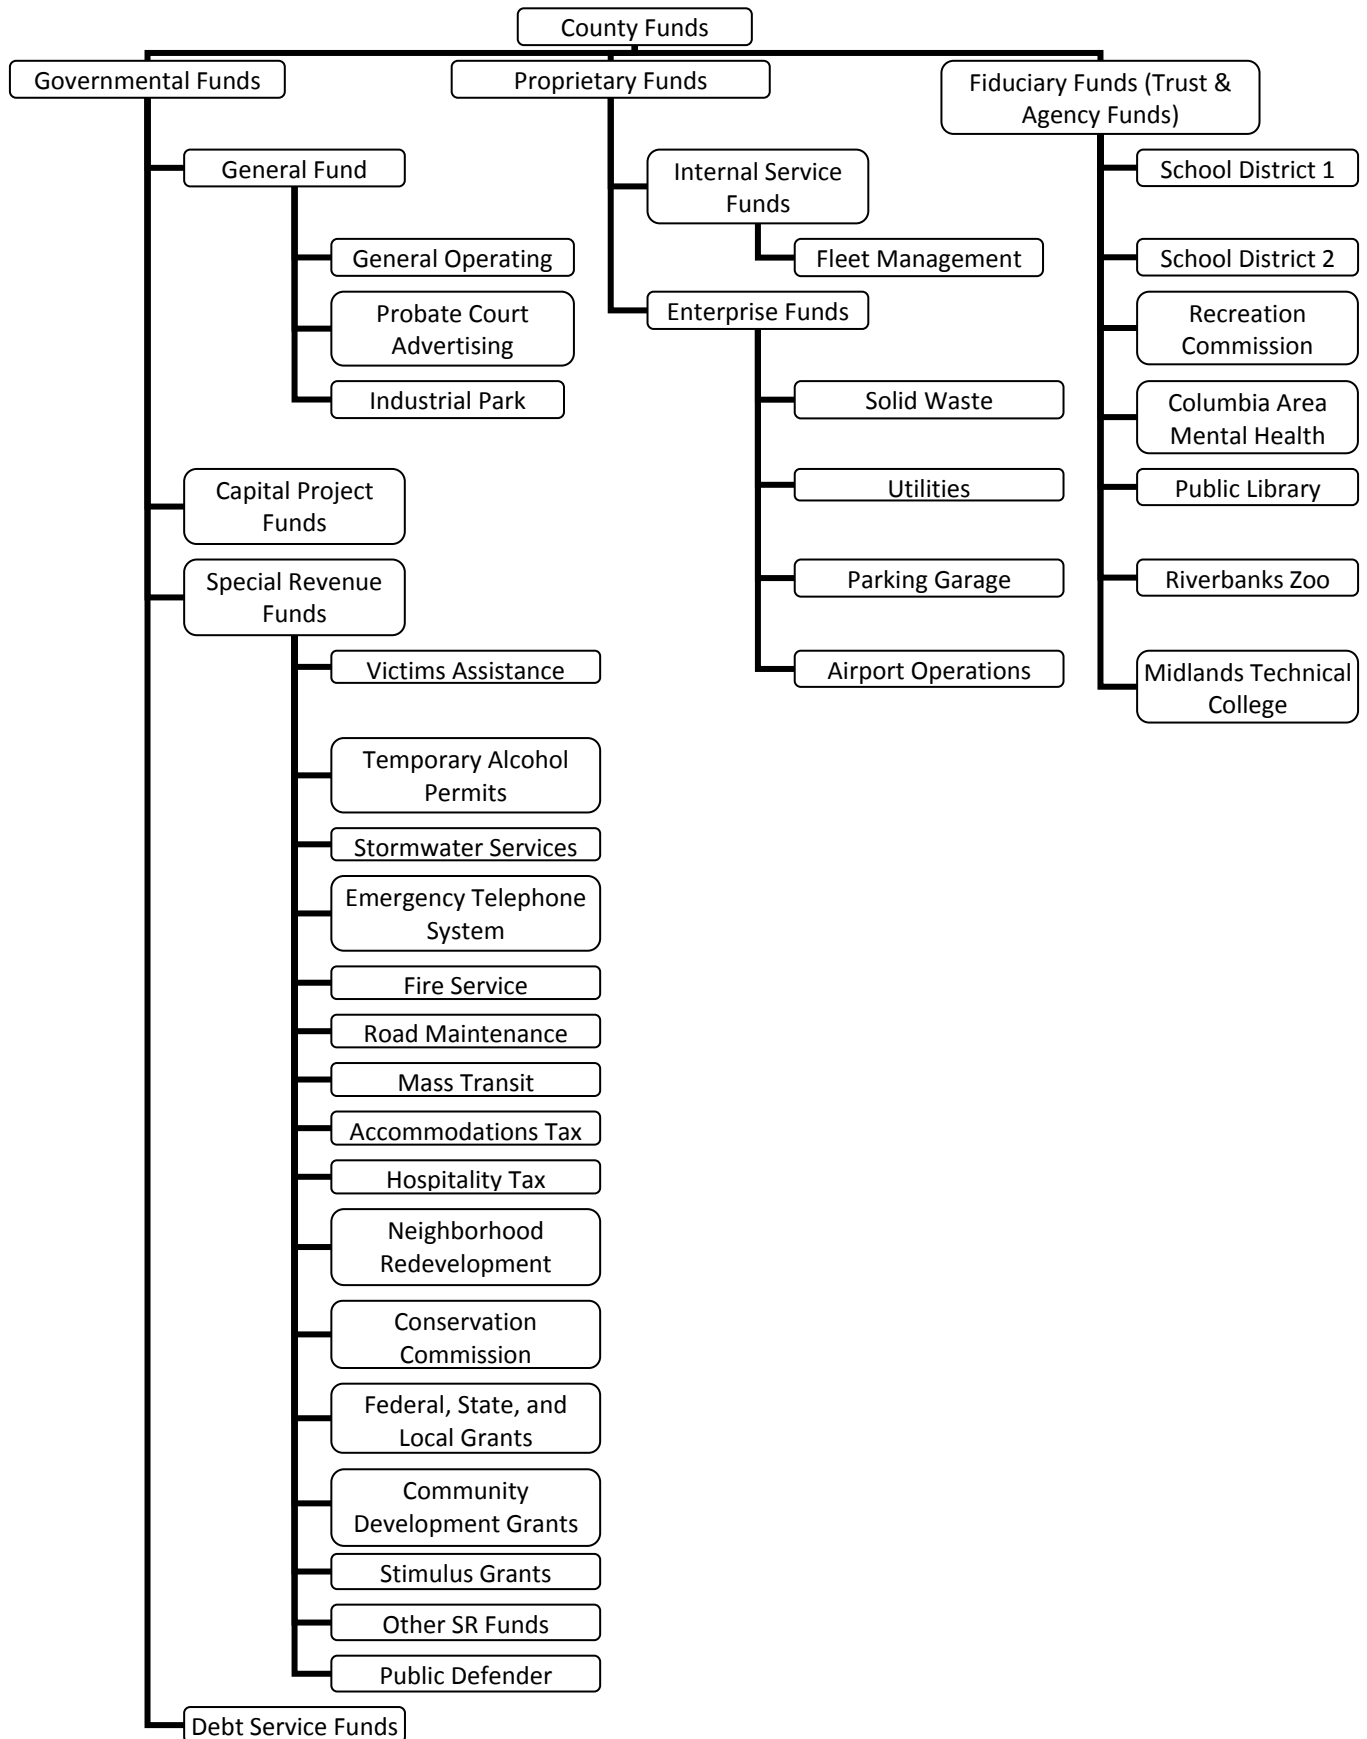 County Funds
Governmental Funds
General Fund
General Operating
Probate Court
Advertising
Industrial Park
Capital Project
Funds
Special Revenue
Funds
Victims Assistance
Temporary Alcohol
Permits
Stormwater Services
Emergency Telephone
System
Fire Service
Road Maintenance
Mass Transit
Accommodations Tax
Hospitality Tax
Neighborhood
Redevelopment
Conservation
Commission
Federal, State, and
Local Grants
Community
Development Grants
Stimulus Grants
Other SR Funds
Public Defender
Debt Service Funds
Proprietary Funds
Internal Service
Funds
Fleet Management
Enterprise Funds
Solid Waste
Utilities
Parking Garage
Airport Operations
Fiduciary Funds (Trust &
Agency Funds)
School District 1
School District 2
Recreation
Commission
Columbia Area
Mental Health
Public Library
Riverbanks Zoo
Midlands Technical
College